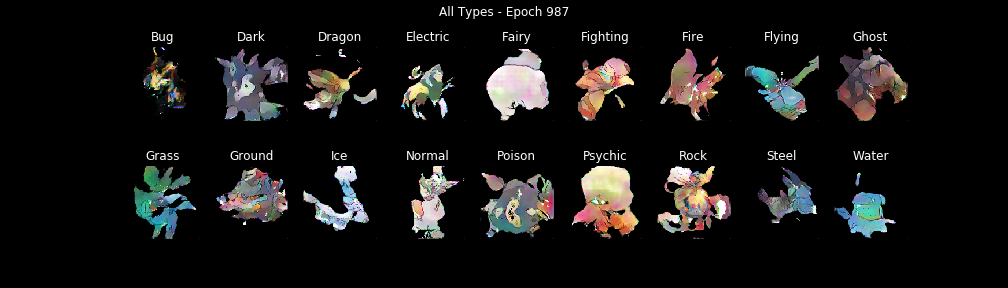 All Types - Epoch 987
Bug Dark Dragon Electric Fairy Fighting Fire Flying Ghost
Grass Ground Ice Normal Poison Psychic Rock Steel Water